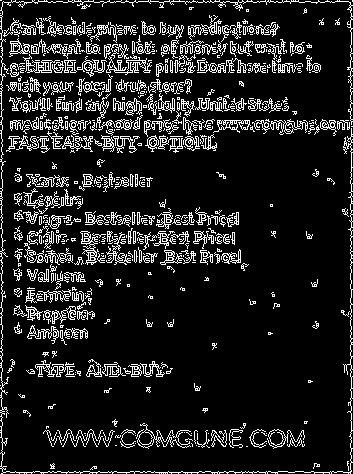 Can't decide where to buy medications?
Don't want to pay lots of money but want to
get HIGH-QUALITY pills? Don't have time to
visit your local drug store?
You'll find any high-quality United States
medication at good price here www.comgune.com
FAST EASY-BUY- OPTION!.
* Xanax - Bestseller
* Levitra
* Viagra - Bestseller, Best Price!
* Cialis - Bestseller, Best Price!
* Soma - Bestseller, Best Price!
* Valium
*
* Propecia
* Ambien
-TYPE- AND -BUY-
WWW.COMGUNE.COM